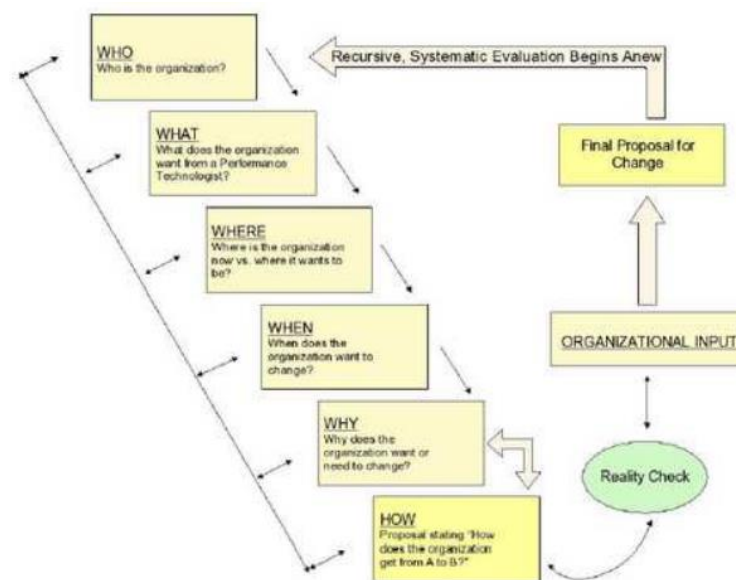 WHO
Who is the organization?
Recursive, Systematic Evaluation Begins Anew
WHAT
What does the organization
want from a Performance
Technologist?
Final Proposal for
Change
WHERE
Where is the organization
now vs. where it wants to
be?
WHEN
When does the
organization want to
change?
ORGANIZATIONAL INPUT
WHY
Why does the
organization want or
need to change?
Reality Check
HOW
Proposal stating "How
does the organization
get from A to B?"